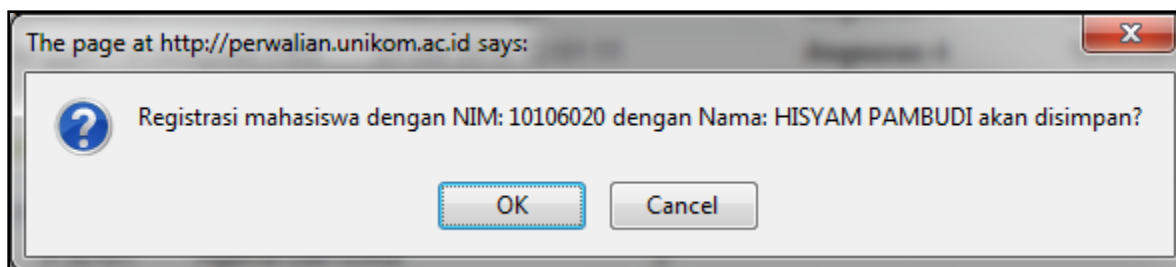 The page at http://perwalian.unikom.ac.id says:
Registrasi mahasiswa dengan NIM: 10106020 dengan Nama: HISYAM PAMBUDI akan disimpan?
OK
Cancel